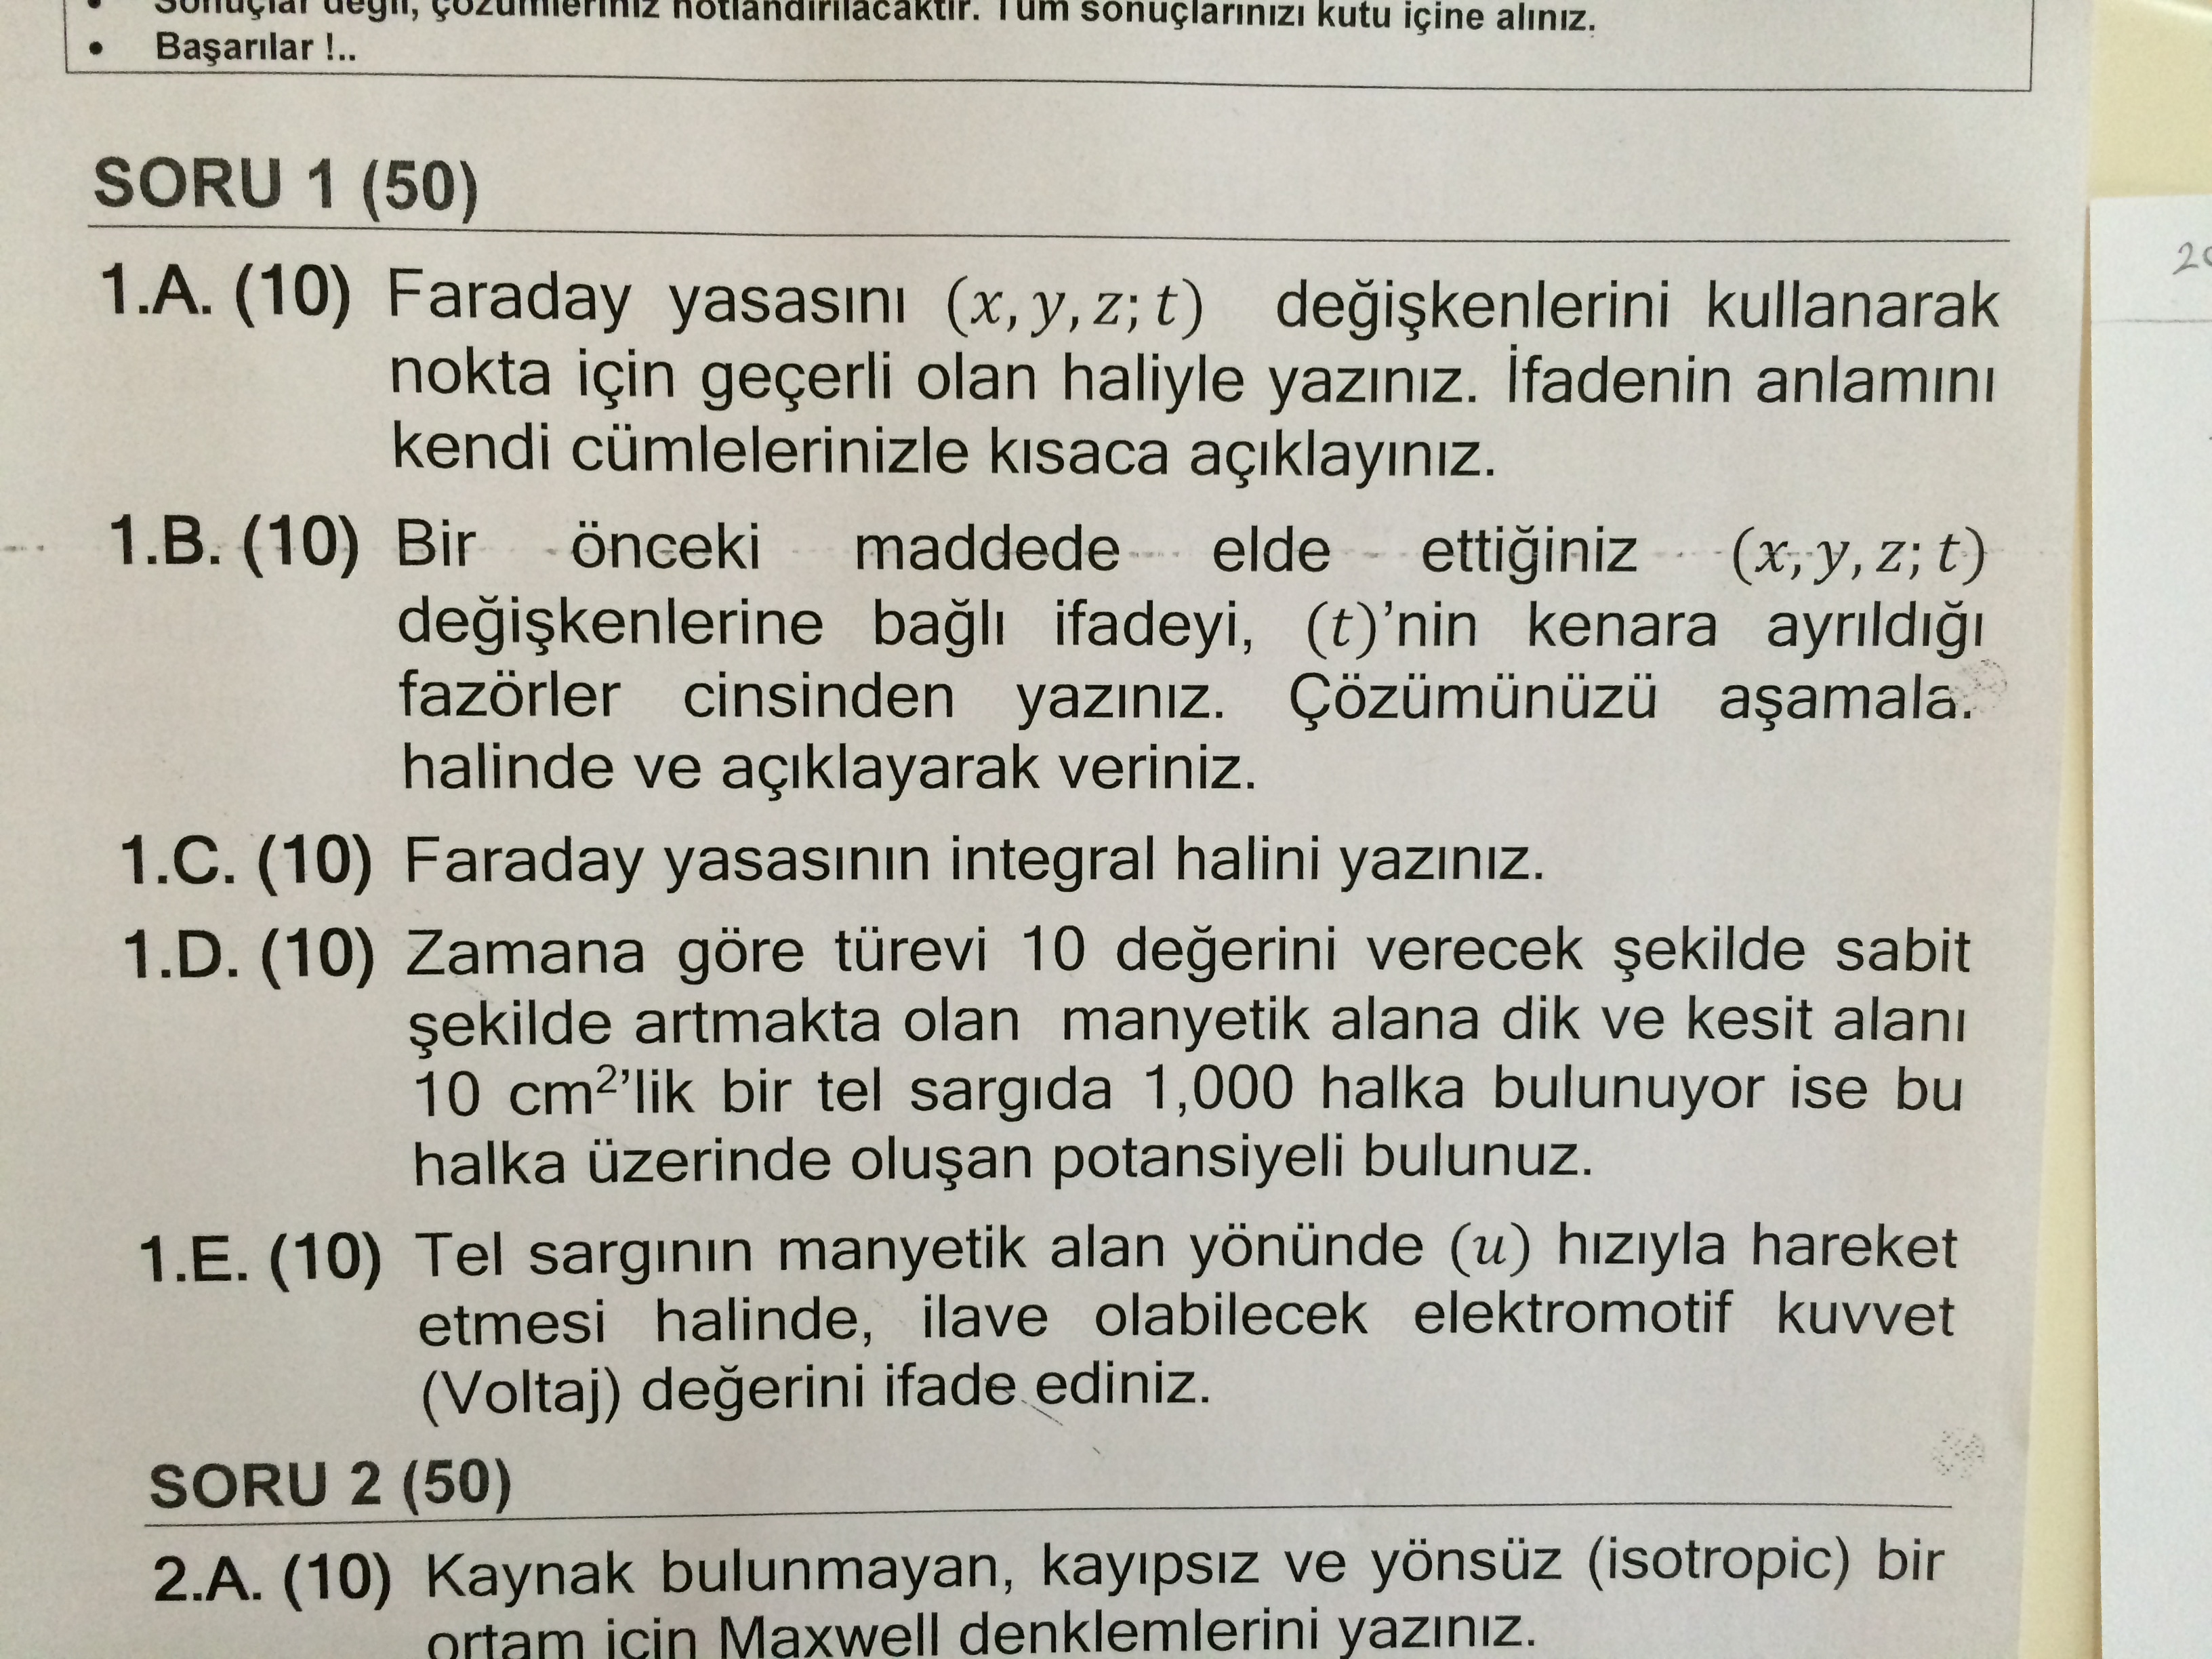 • Sonuçlar değil, çözümleriniz notlandırılacaktır. Tüm sonuçlarınızı kutu içine alınız.
• Başarılar !..
SORU 1 (50)
1.A. (10) Faraday yasasını (x, y, z; t) değişkenlerini kullanarak
nokta için geçerli olan haliyle yazınız. İfadenin anlamını
kendi cümlelerinizle kısaca açıklayınız.
1.B. (10) Bir önceki maddede elde ettiğiniz (x, y, z; t)
değişkenlerine bağlı ifadeyi, (t)’nin kenara ayrıldığı
fazörler cinsinden yazınız. Çözümünüzü aşamala.
halinde ve açıklayarak veriniz.
1.C. (10) Faraday yasasının integral halini yazınız.
1.D. (10) Zamana göre türevi 10 değerini verecek şekilde sabit
şekilde artmakta olan manyetik alana dik ve kesit alanı
10 cm²’lik bir tel sargıda 1,000 halka bulunuyor ise bu
halka üzerinde oluşan potansiyeli bulunuz.
1.E. (10) Tel sargının manyetik alan yönünde (u) hızıyla hareket
etmesi halinde, ilave olabilecek elektromotif kuvvet
(Voltaj) değerini ifade ediniz.
SORU 2 (50)
2.A. (10) Kaynak bulunmayan, kayıpsız ve yönsüz (isotropic) bir
ortam için Maxwell denklemlerini yazınız.